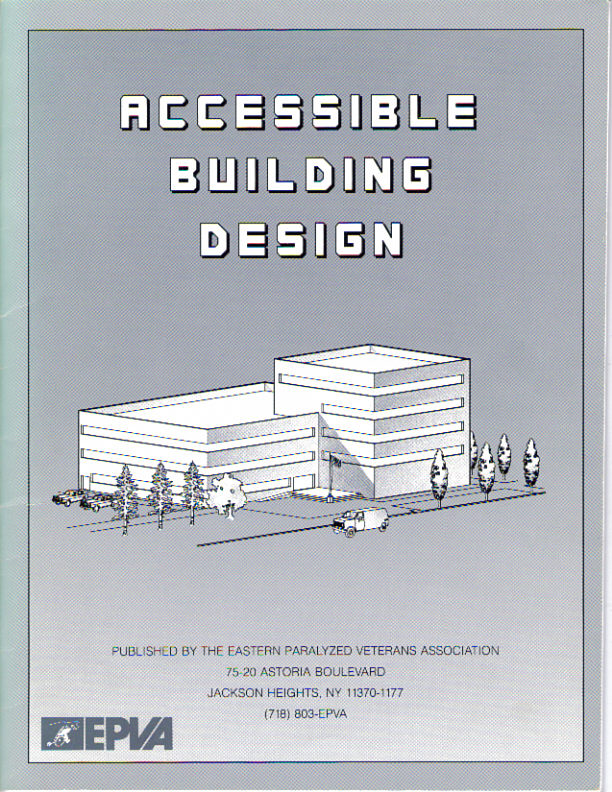 ACCESSIBLE
BUILDING
DESIGN
PUBLISHED BY THE EASTERN PARALYZED VETERANS ASSOCIATION
75-20 ASTORIA BOULEVARD
JACKSON HEIGHTS, NY 11370-1177
(718) 803-EPVA
EPVA